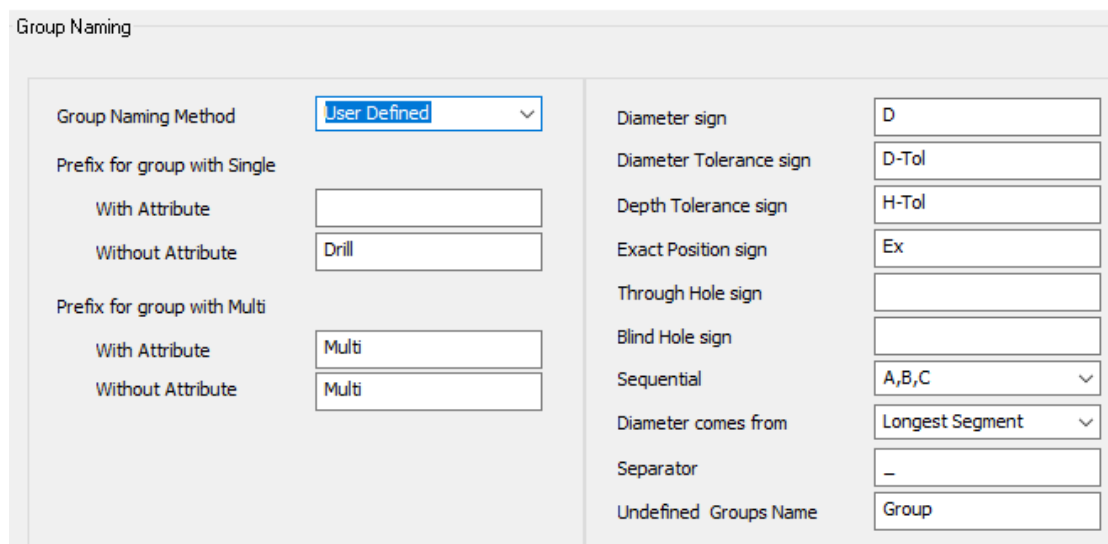 Group Naming
Group Naming Method User Defined
Prefix for group with Single
With Attribute
Without Attribute Drill
Prefix for group with Multi
With Attribute Multi
Without Attribute Multi
Diameter sign D
Diameter Tolerance sign D-Tol
Depth Tolerance sign H-Tol
Exact Position sign Ex
Through Hole sign
Blind Hole sign
Sequential A,B,C
Diameter comes from Longest Segment
Separator _
Undefined Groups Name Group